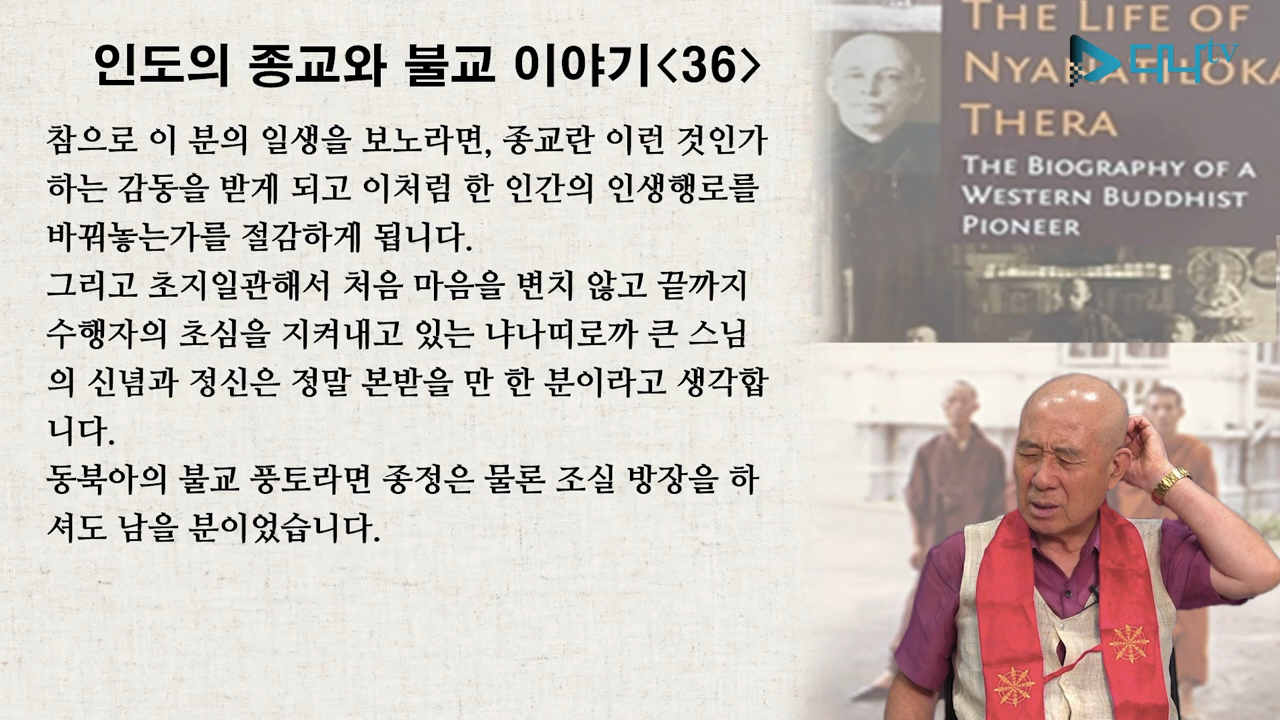 인도의 종교와 불교 이야기<36>
참으로 이 분의 일생을 보노라면, 종교란 이런 것인가
하는 감동을 받게 되고 이처럼 한 인간의 인생행로를
바꿔놓는가를 절감하게 됩니다.
그리고 초지일관해서 처음 마음을 변치 않고 끝까지
수행자의 초심을 지켜내고 있는 냐나띠로까 큰 스님
의 신념과 정신은 정말 본받을 만 한 분이라고 생각합
니다.
동북아의 불교 풍토라면 종정은 물론 조실 방장을 하
셔도 남을 분이었습니다.
THE LIFE OF
NYANATILOKA
THERA
THE BIOGRAPHY OF A
WESTERN BUDDHIST
PIONEER
다나tv